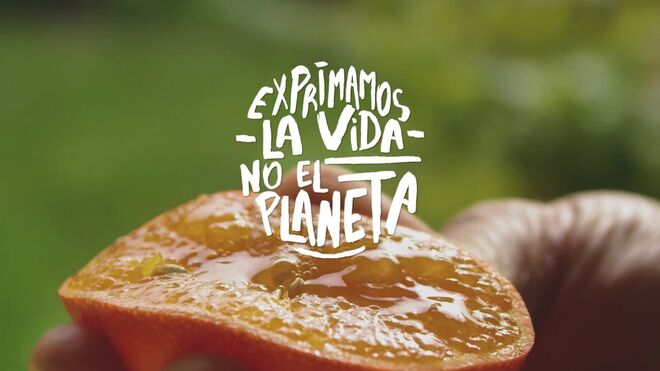 EXPRIMAMOS
-LA ViDA-
NO EL
PLANETA